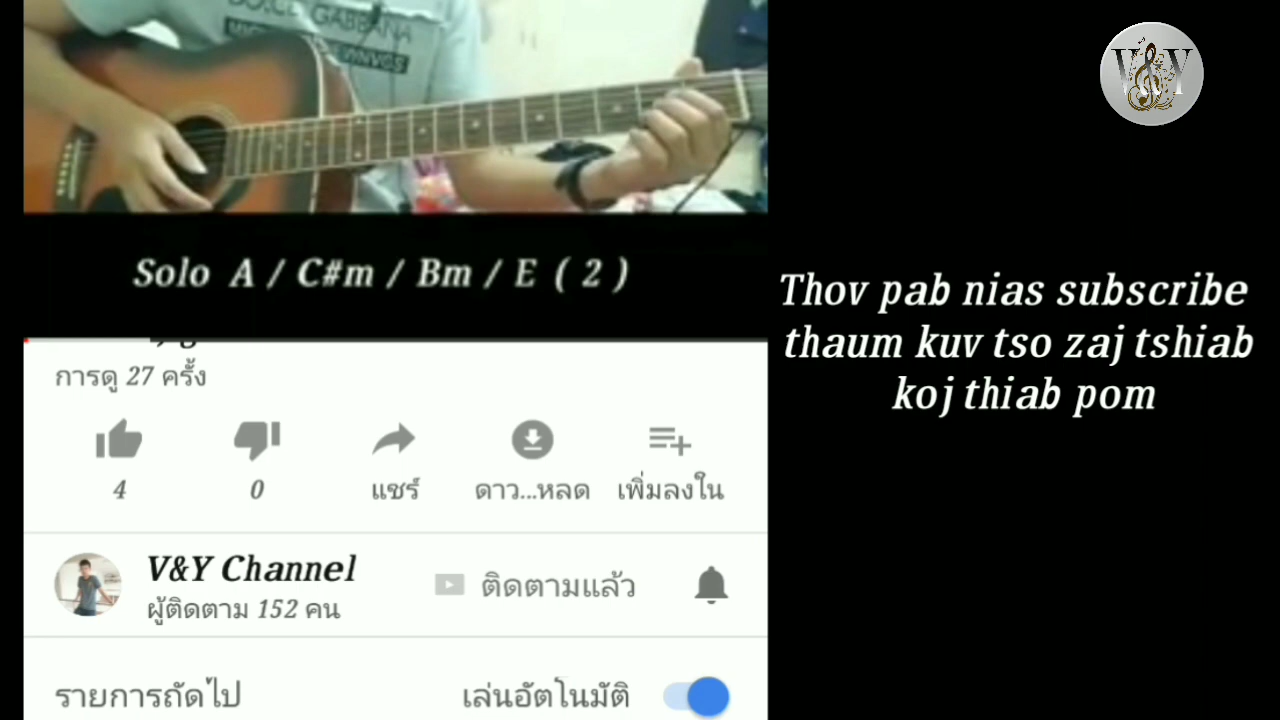 GABBANA
V&Y
Solo A / C#m / Bm / E ( 2 )
Thov pab nias subscribe
thaum kuv tso zaj tshiab
koj thiab pom
การดู 27 ครั้ง
4
0
แชร์
ดาว...หลด
เพิ่มลงใน
V&Y Channel
ผู้ติดตาม 152 คน
ติดตามแล้ว
รายการถัดไป
เล่นอัตโนมัติ